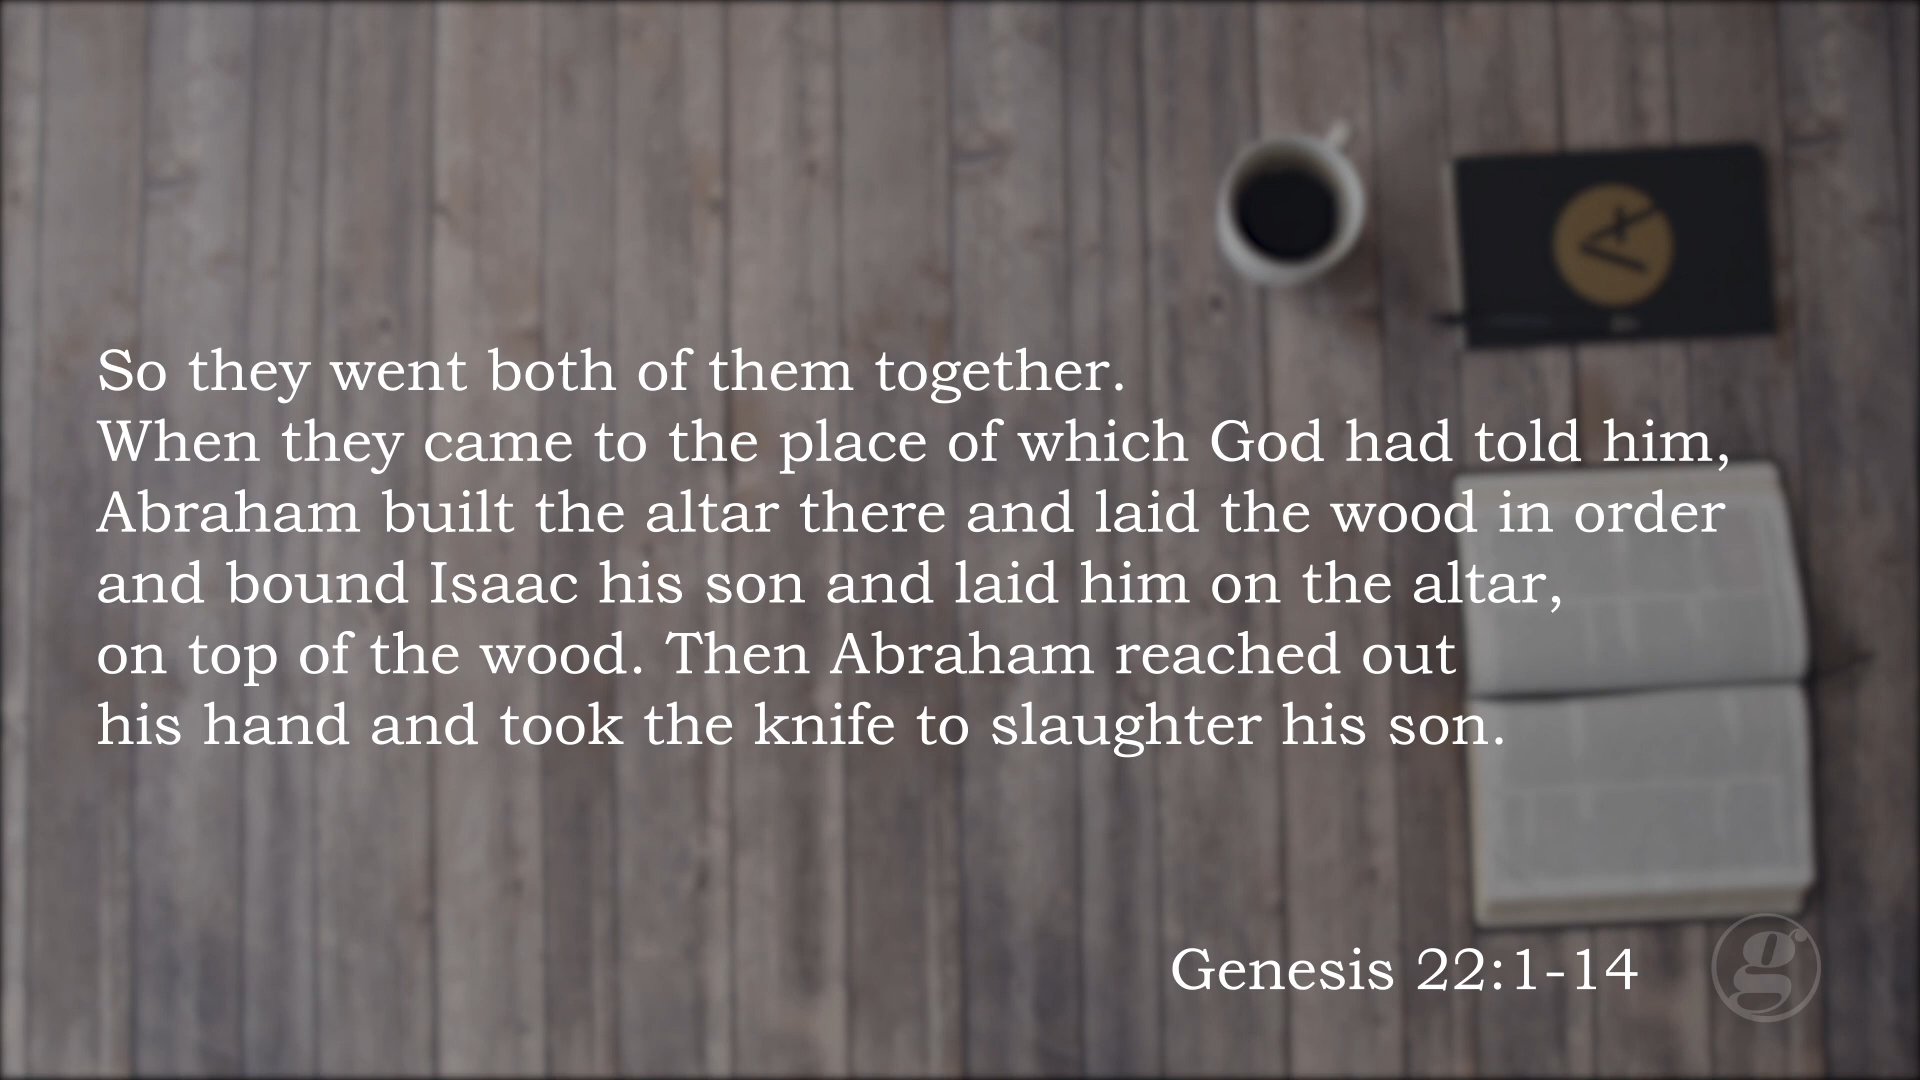 So they went both of them together.
When they came to the place of which God had told him,
Abraham built the altar there and laid the wood in order
and bound Isaac his son and laid him on the altar,
on top of the wood. Then Abraham reached out
his hand and took the knife to slaughter his son.
Genesis 22:1-14
g